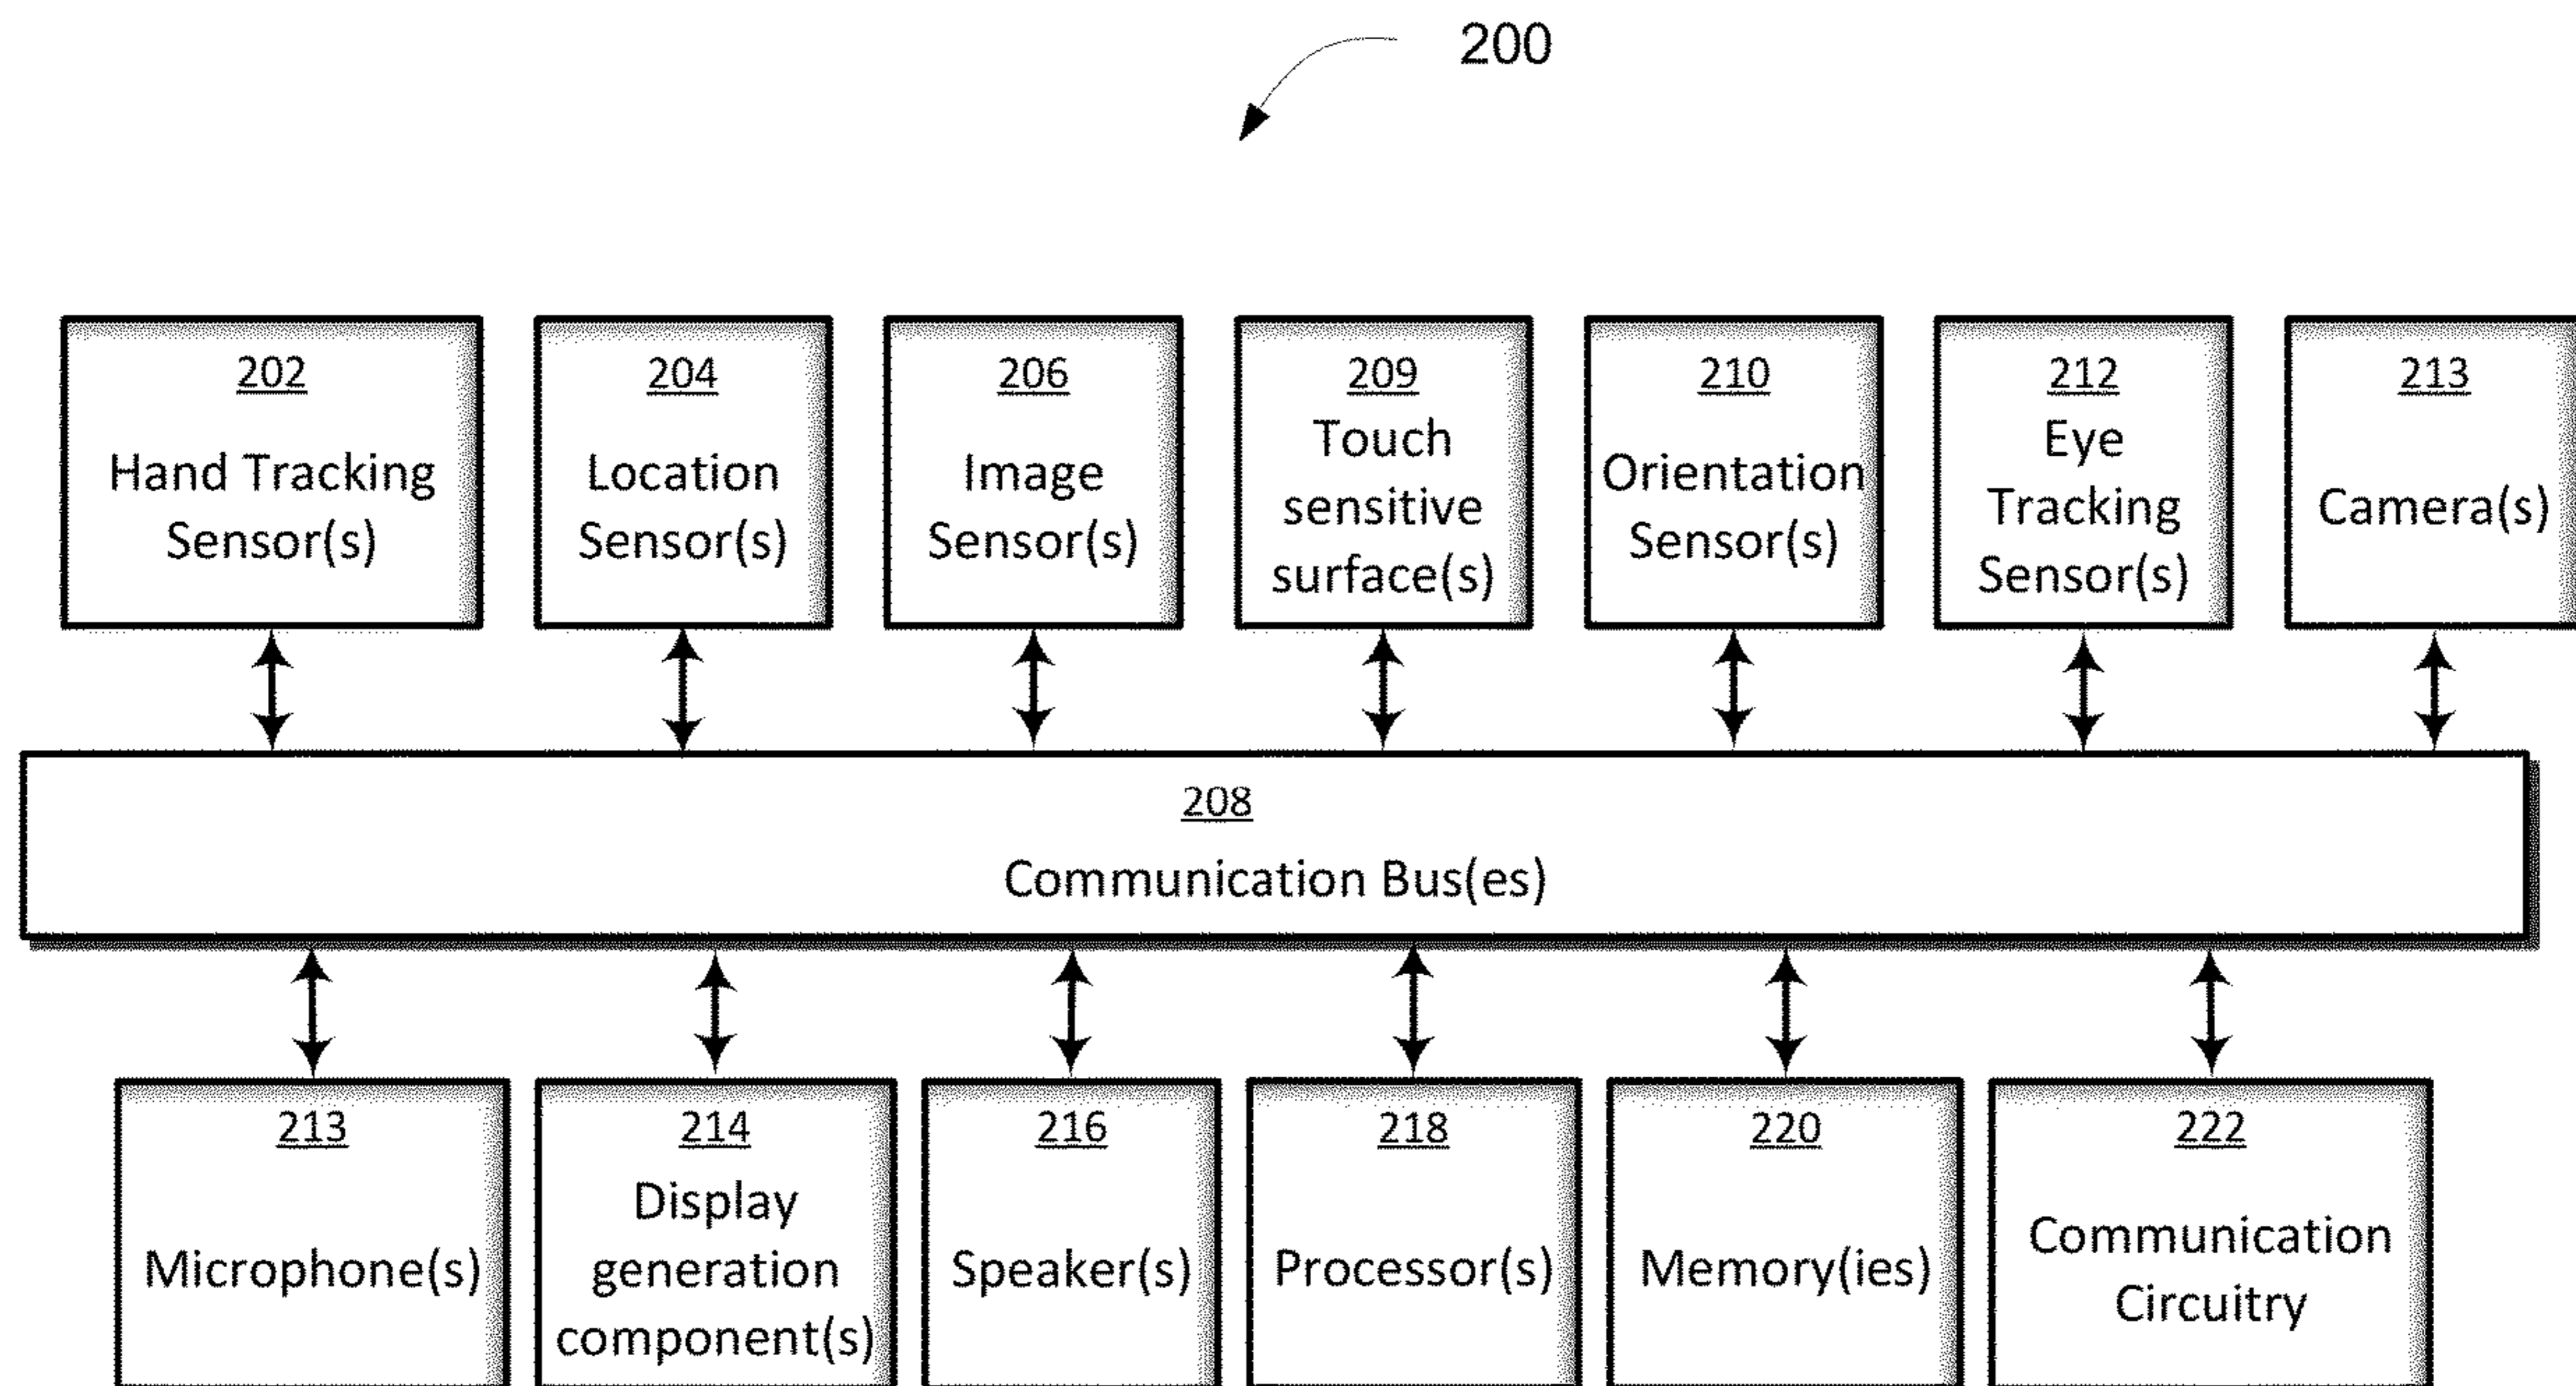 200
202
Hand Tracking
Sensor(s)
204
Location
Sensor(s)
206
Image
Sensor(s)
209
Touch
sensitive
surface(s)
210
Orientation
Sensor(s)
212
Eye
Tracking
Sensor(s)
213
Camera(s)
208
Communication Bus(es)
213
Microphone(s)
214
Display
generation
component(s)
216
Speaker(s)
218
Processor(s)
220
Memory(ies)
222
Communication
Circuitry